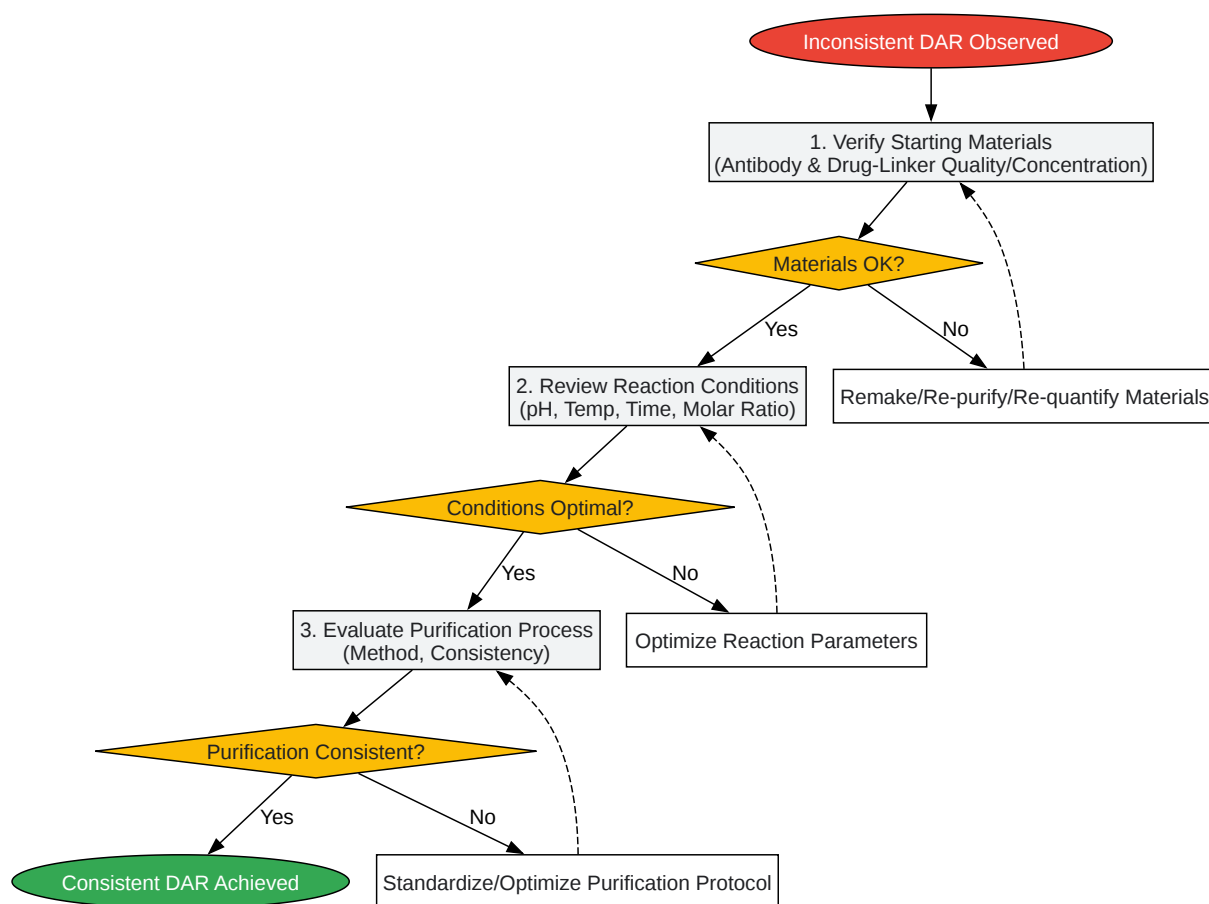 Inconsistent DAR Observed
1. Verify Starting Materials
(Antibody & Drug-Linker Quality/Concentration)
Materials OK?
Yes
No
2. Review Reaction Conditions
(pH, Temp, Time, Molar Ratio)
Remake/Re-purify/Re-quantify Materials
Conditions Optimal?
Yes
No
3. Evaluate Purification Process
(Method, Consistency)
Optimize Reaction Parameters
Purification Consistent?
Yes
No
Consistent DAR Achieved
Standardize/Optimize Purification Protocol